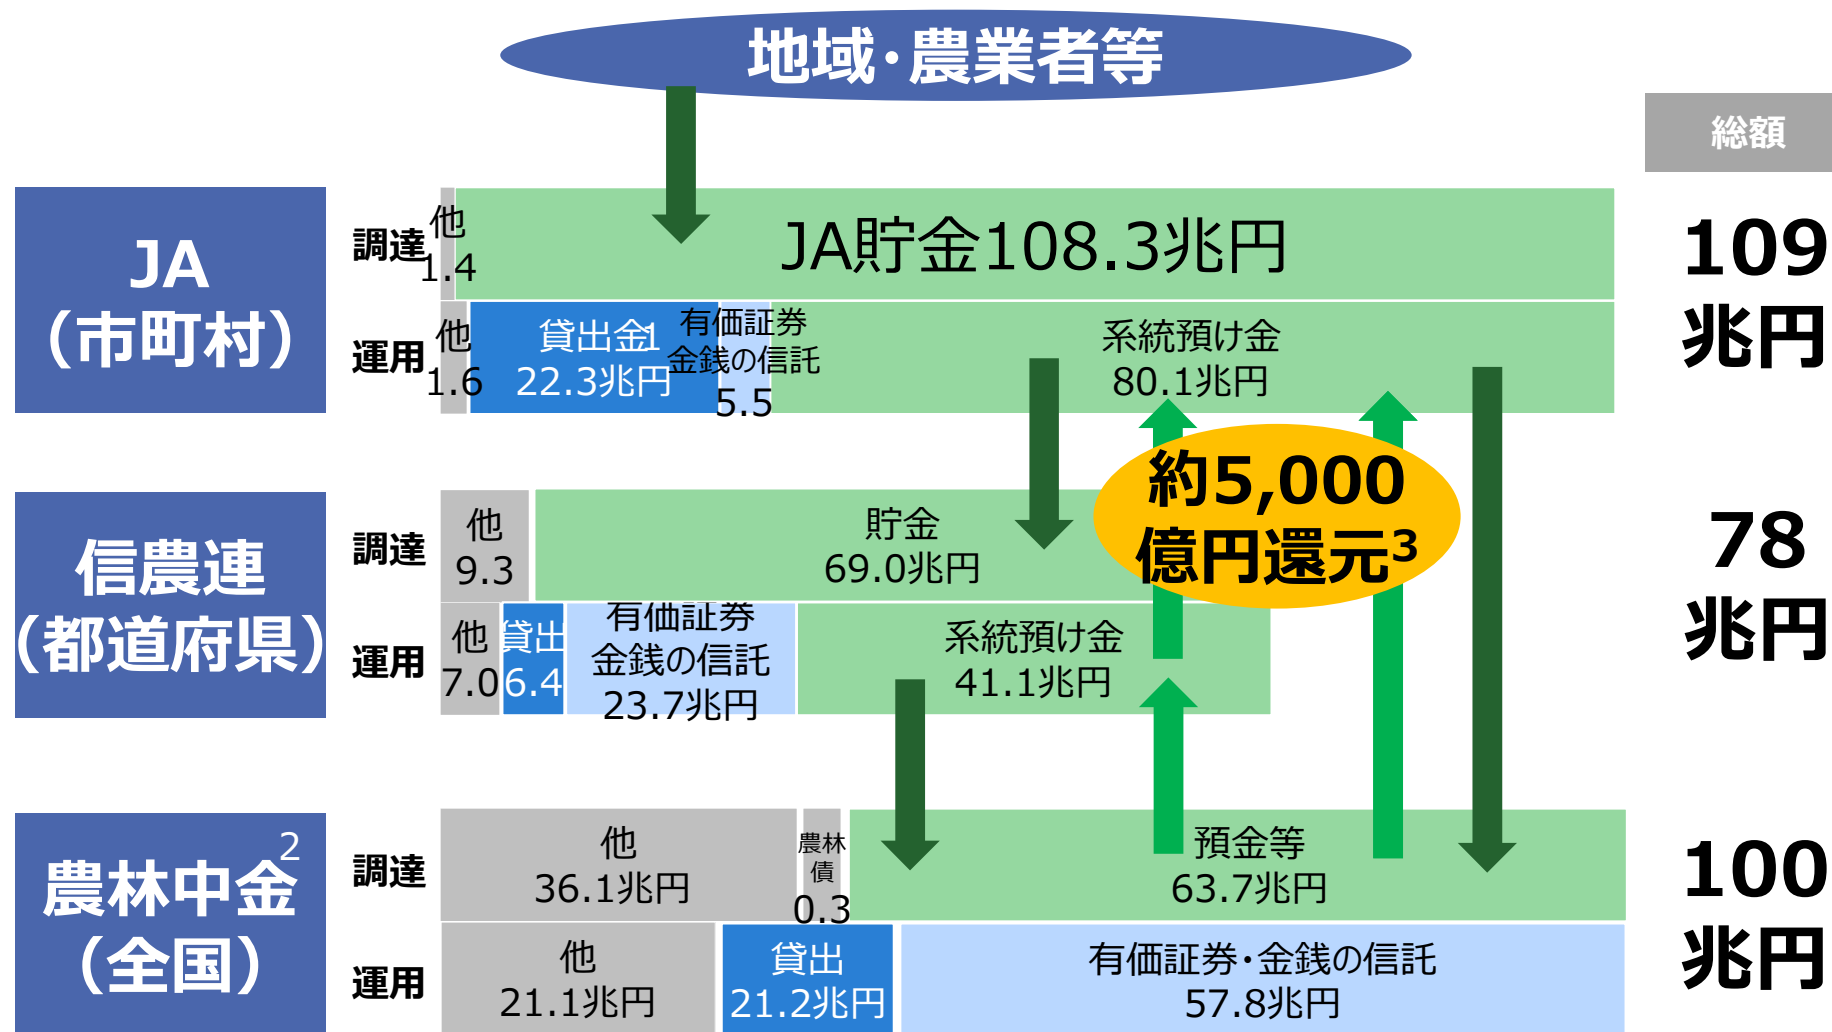 地域・農業者等
総額
JA
（市町村）
調達
他
1.4
JA貯金108.3兆円
109
兆円
運用
他
1.6
貸出金1
22.3兆円
有価証券
金銭の信託
5.5
系統預け金
80.1兆円
約5,000
億円還元3
信農連
（都道府県）
調達
他
9.3
貯金
69.0兆円
78
兆円
運用
他
7.0
貸出
6.4
有価証券
金銭の信託
23.7兆円
系統預け金
41.1兆円
農林中金2
（全国）
調達
他
36.1兆円
農林
債
0.3
預金等
63.7兆円
100
兆円
運用
他
21.1兆円
貸出
21.2兆円
有価証券・金銭の信託
57.8兆円